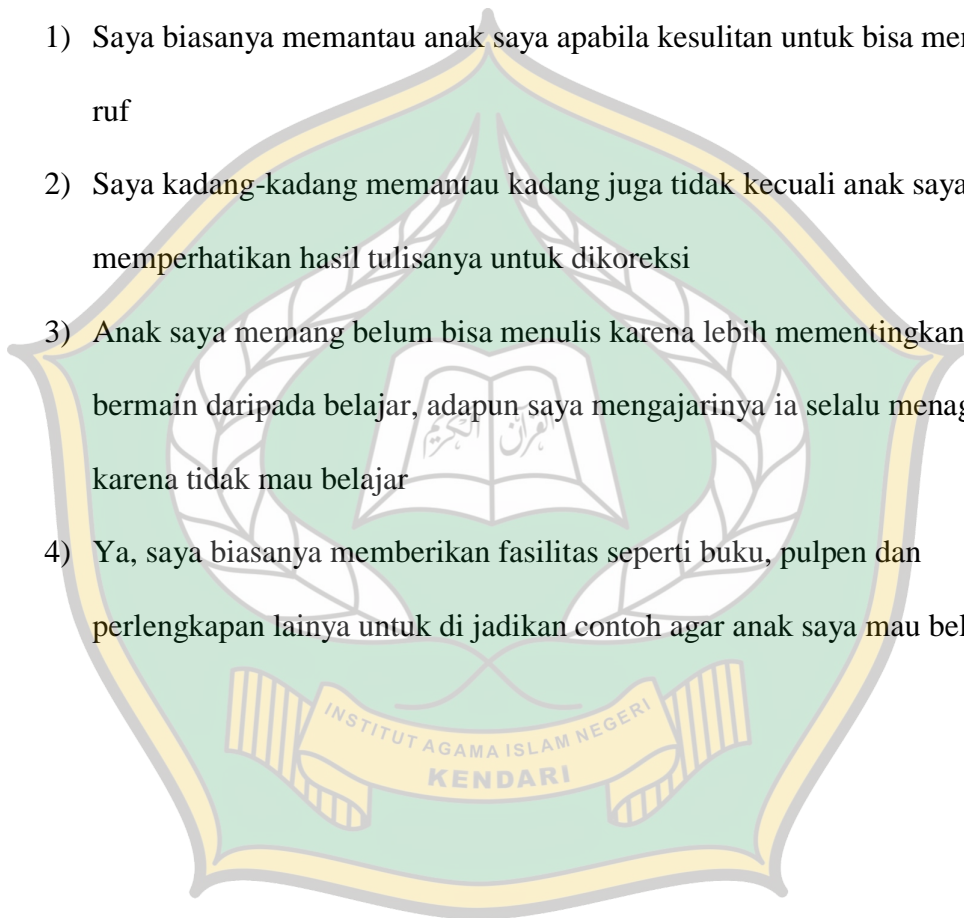 1) Saya biasanya memantau anak saya apabila kesulitan untuk bisa
ruf
2) Saya kadang-kadang memantau kadang juga tidak kecuali anak saya
memperhatikan hasil tulisanya untuk dikoreksi
3) Anak saya memang belum bisa menulis karena lebih mementingkan
bermain daripada belajar, adapun saya mengajarinya ia selalu
القرآن الكريم
karena tidak mau belajar
4) Ya, saya biasanya memberikan fasilitas seperti buku, pulpen dan
perlengkapan lainya untuk di jadikan contoh agar anak saya mau
INSTITUT AGAMA ISLAM NEGERI
KENDARI